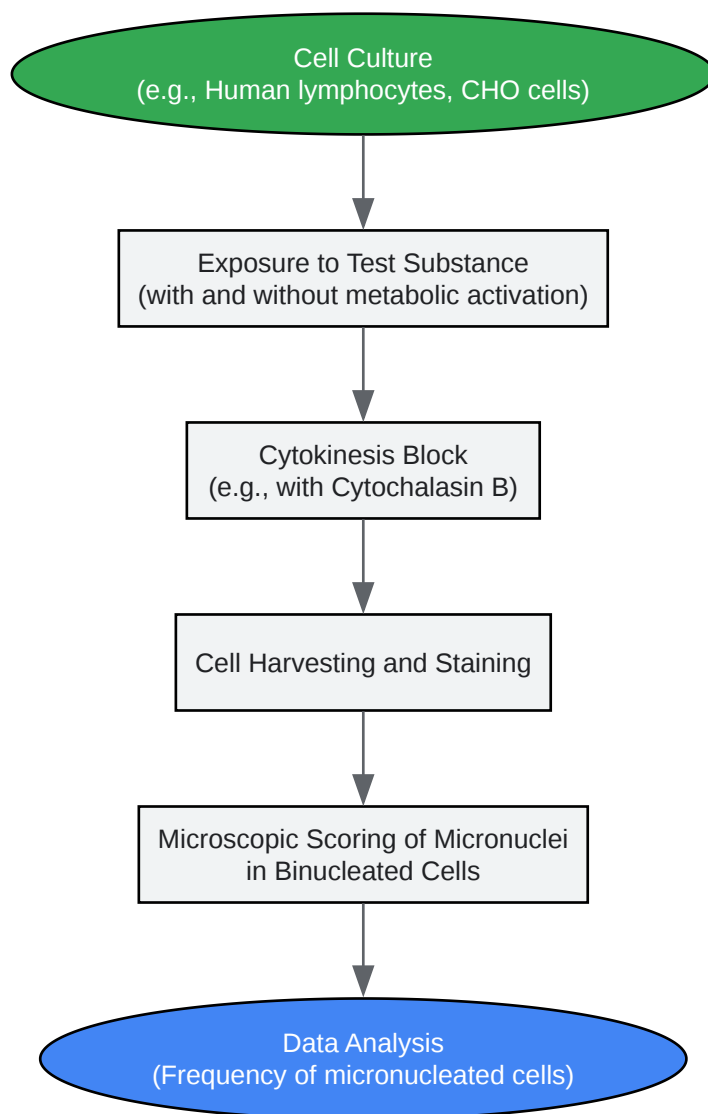 Cell Culture
(e.g., Human lymphocytes, CHO cells)
Exposure to Test Substance
(with and without metabolic activation)
Cytokinesis Block
(e.g., with Cytochalasin B)
Cell Harvesting and Staining
Microscopic Scoring of Micronuclei
in Binucleated Cells
Data Analysis
(Frequency of micronucleated cells)